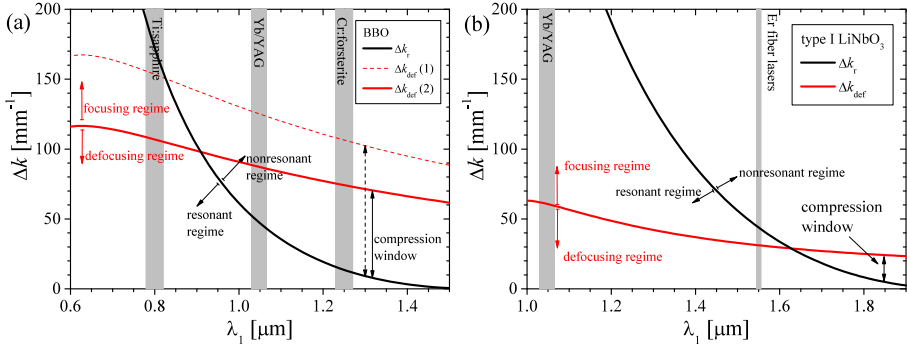 (a)
200
150
100
50
0
0.6
0.8
1.0
1.2
1.4
Δk [mm⁻¹]
λ₁ [μm]
Ti:sapphire
Yb/YAG
Cr:forsterite
BBO
Δkᵣ
Δk_def (1)
Δk_def (2)
focusing regime
defocusing regime
nonresonant
regime
resonant
regime
compression
window
(b)
200
150
100
50
0
1.0
1.2
1.4
1.6
1.8
Δk [mm⁻¹]
λ₁ [μm]
Yb/YAG
Er fiber lasers
type I LiNbO₃
Δkᵣ
Δk_def
focusing regime
defocusing regime
nonresonant regime
resonant regime
compression
window